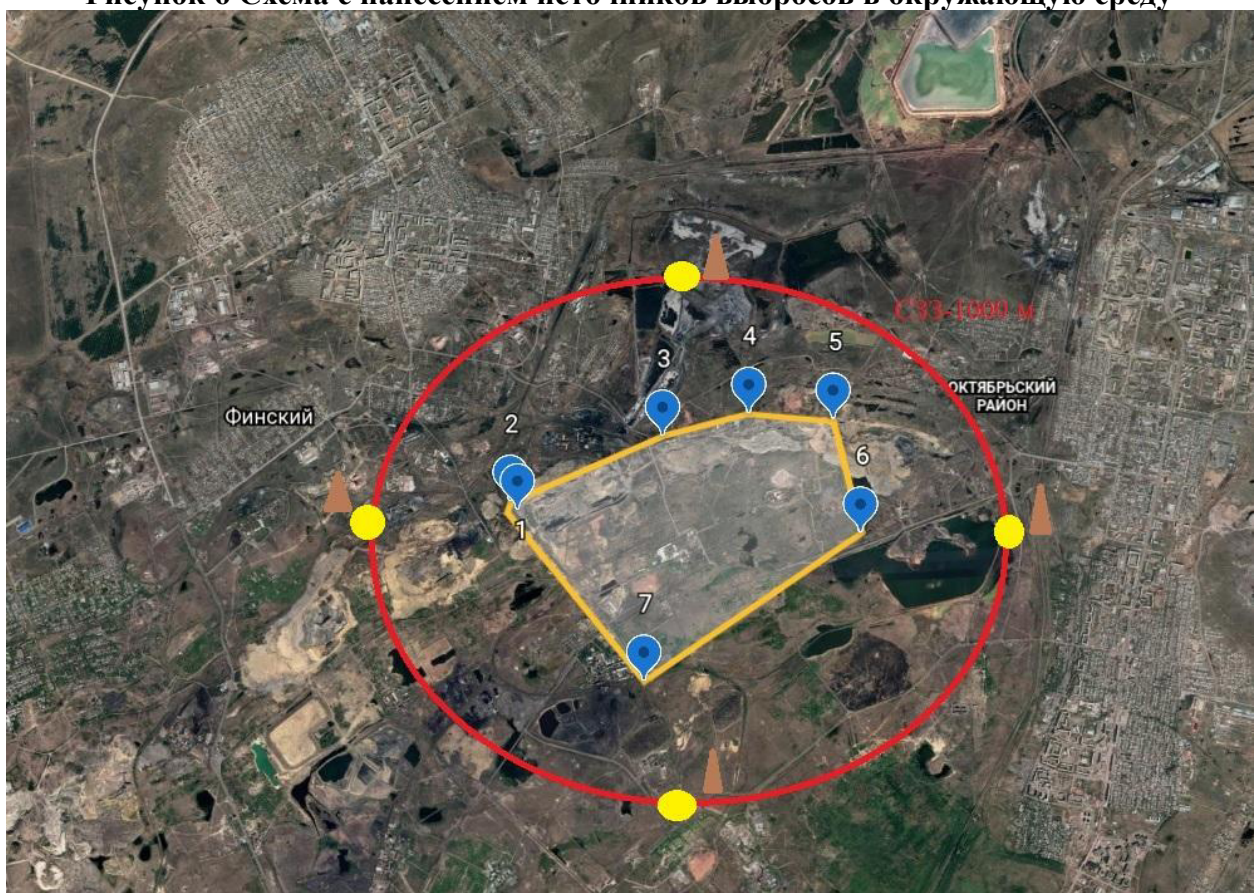 Рисунок 6 Схема с нанесением источников выбросов в окружающую среду
СЗЗ-1000 м
4
5
3
ОКТЯБРЬСКИЙ
РАЙОН
Финский
2
6
1
7